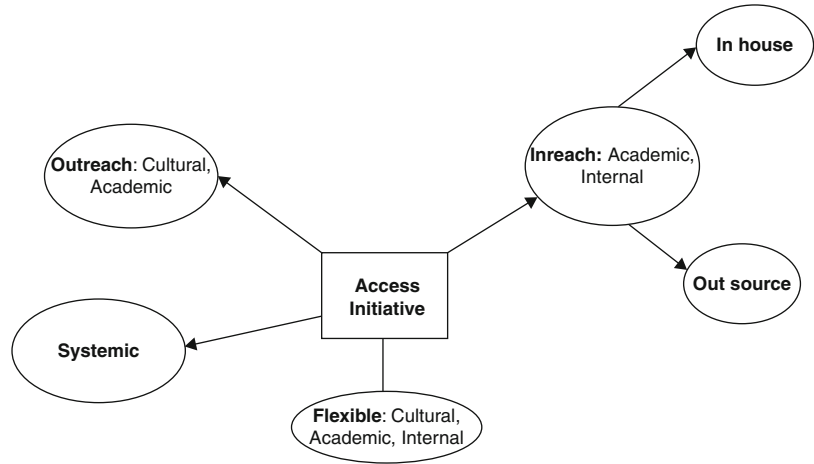 In house
Outreach: Cultural,
Academic
Inreach: Academic,
Internal
Access
Initiative
Out source
Systemic
Flexible: Cultural,
Academic, Internal